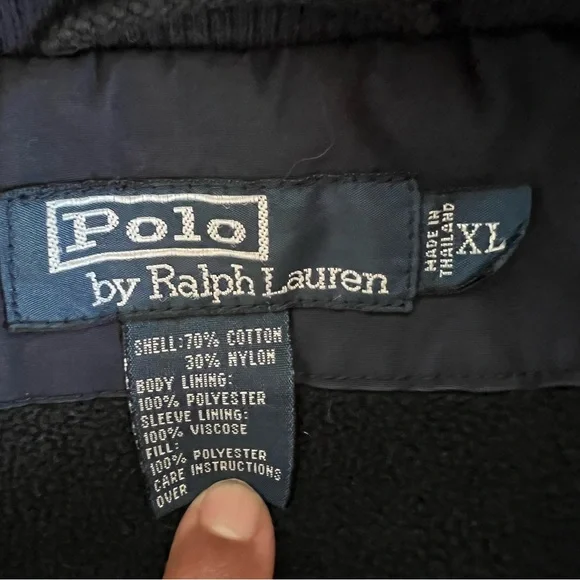 Polo
by Ralph Lauren
MADE IN
THAILAND
XL
SHELL:70% COTTON
30% NYLON
BODY LINING:
100% POLYESTER
SLEEVE LINING:
100% VISCOSE
FILL:
100% POLYESTER
CARE INSTRUCTIONS
OVER